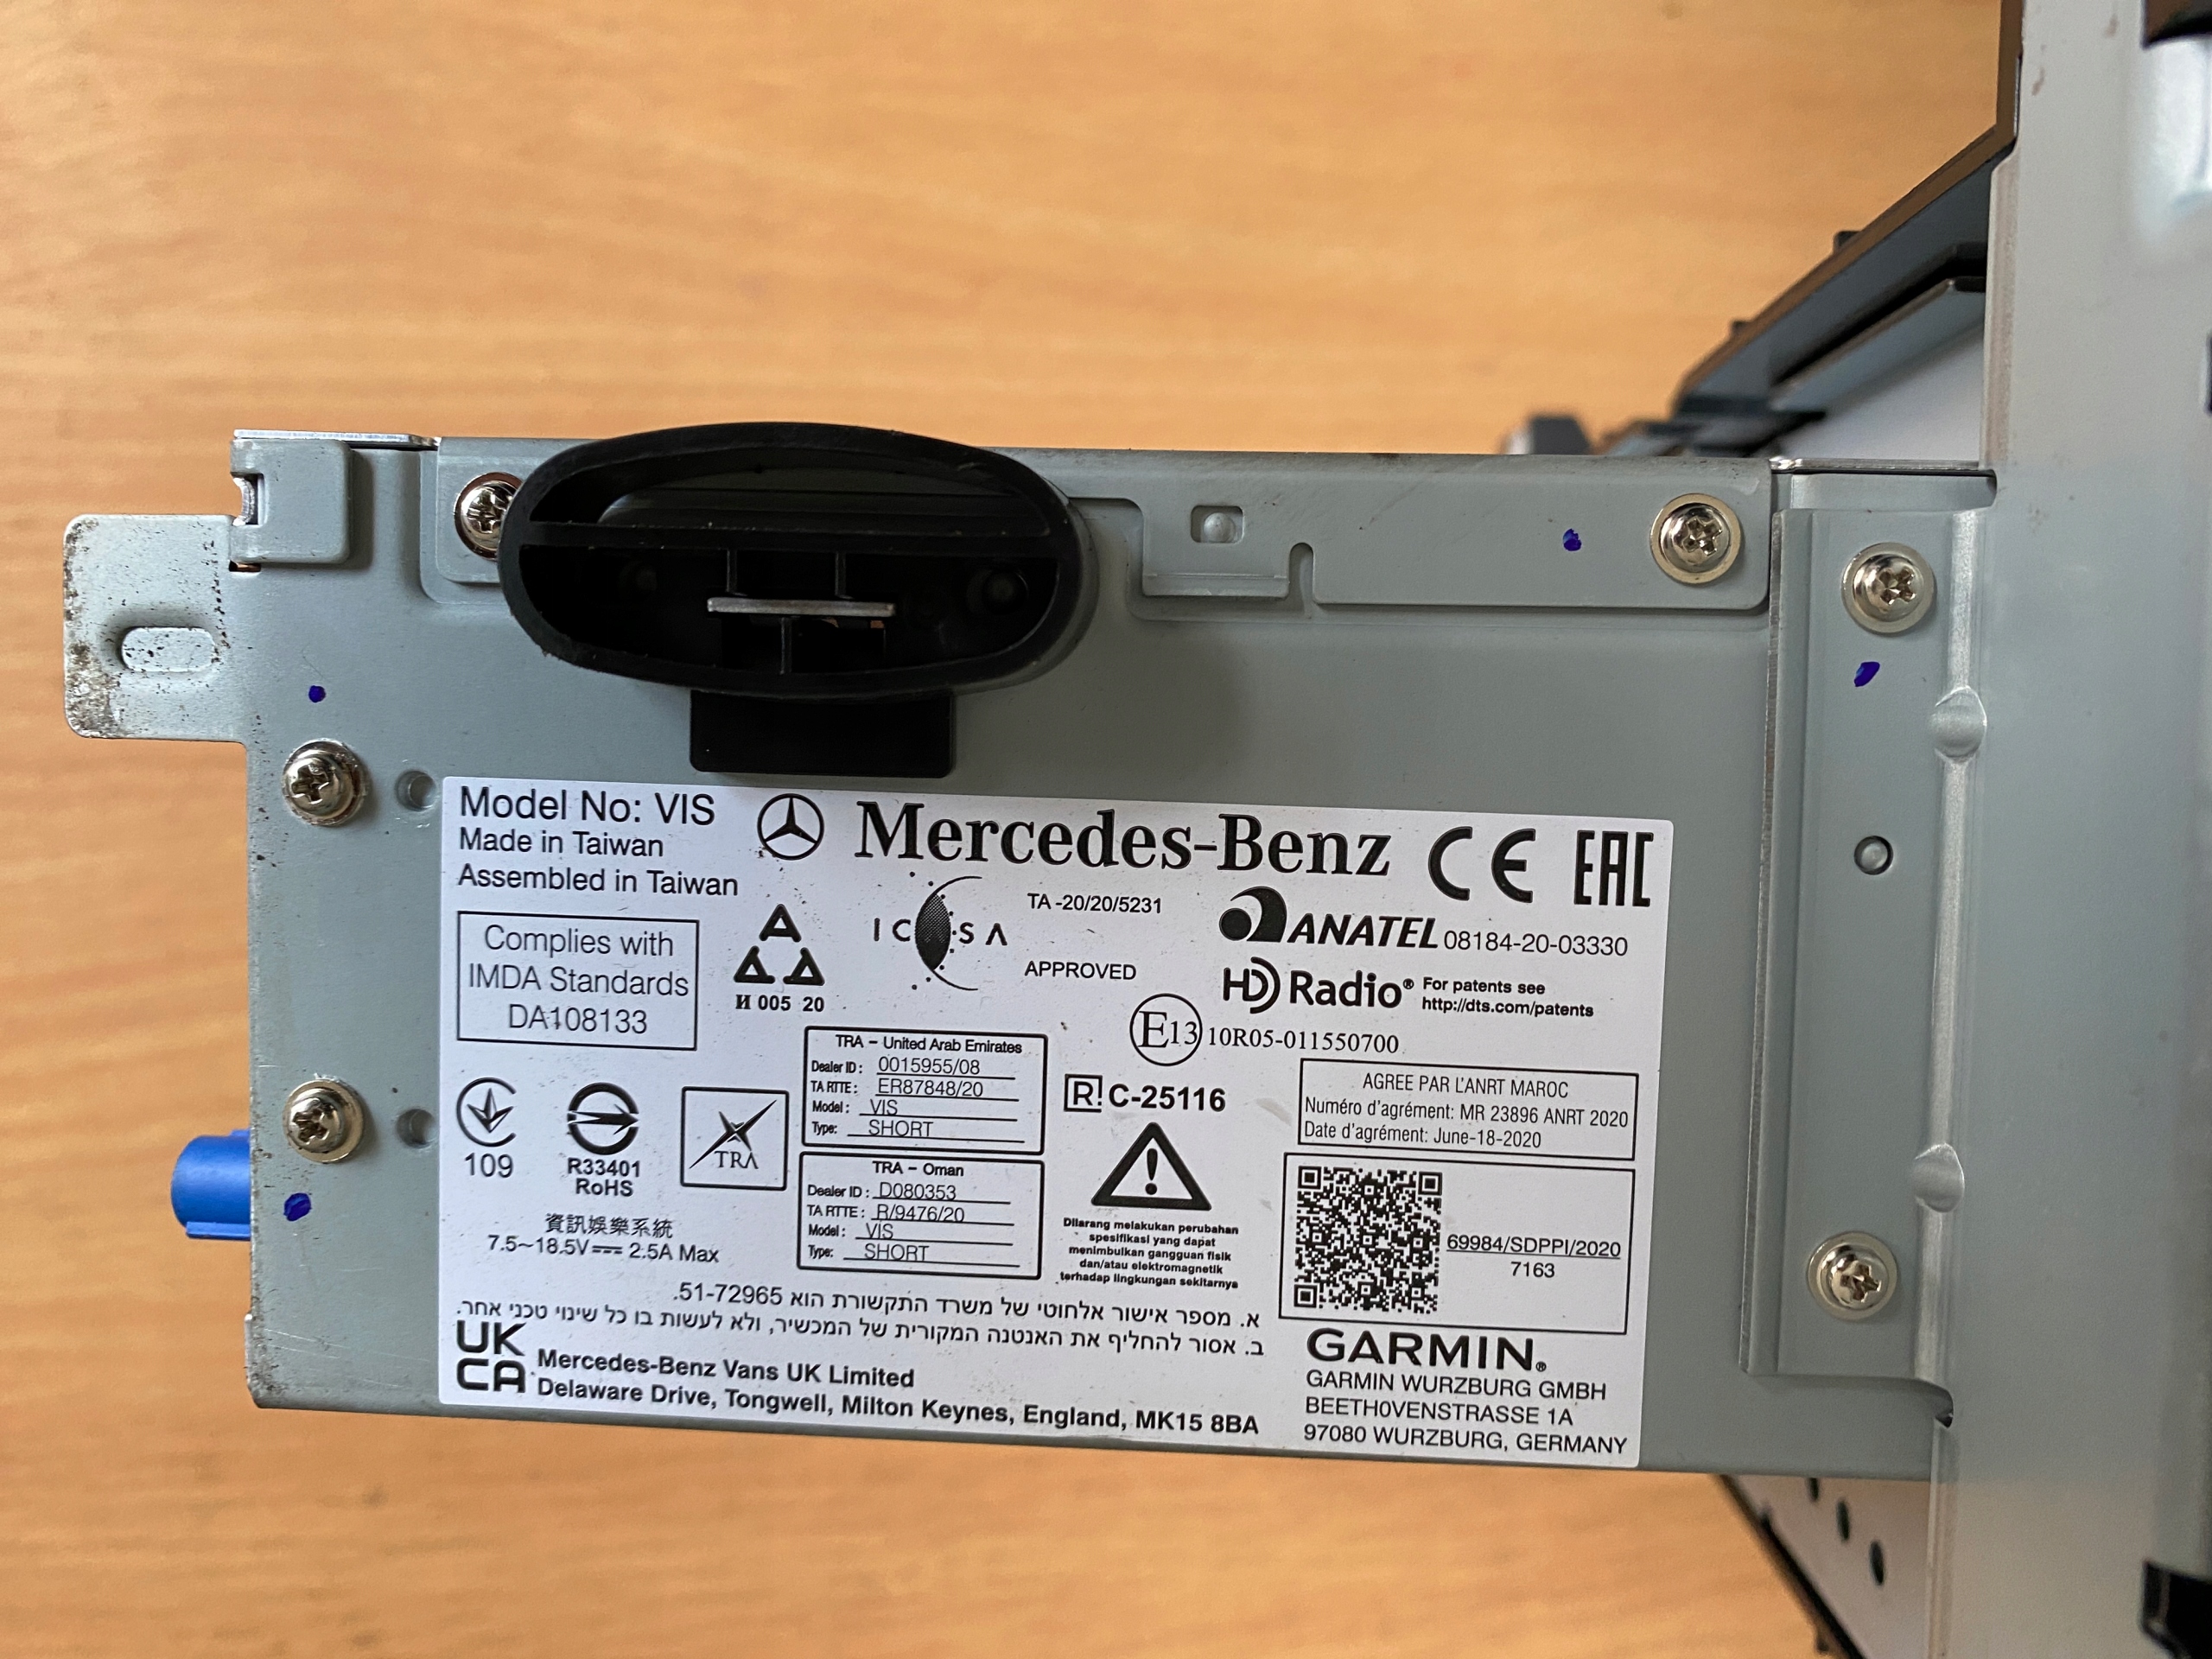 Model No: VIS
Made in Taiwan
Assembled in Taiwan
Mercedes-Benz
CE
EAC
Complies with
IMDA Standards
DA108133
И 005 20
ICASA
TA-20/20/5231
APPROVED
ANATEL 08184-20-03330
HD Radio® For patents see
http://dts.com/patents
E13 10R05-011550700
TRA - United Arab Emirates
Dealer ID: 0015955/08
TA RTTE: ER87848/20
Model: VIS
Type: SHORT
TRA - Oman
Dealer ID: D080353
TA RTTE: R/9476/20
Model: VIS
Type: SHORT
R! C-25116
AGREE PAR L'ANRT MAROC
Numéro d'agrément: MR 23896 ANRT 2020
Date d'agrément: June-18-2020
109
R33401
RoHS
TRA
資訊娛樂系統
7.5~18.5V 2.5A Max
Dilarang melakukan perubahan
spesifikasi yang dapat
menimbulkan gangguan fisik
dan/atau elektromagnetik
terhadap lingkungan sekitarnya
69984/SDPPI/2020
7163
א. מספר אישור אלחוטי של משרד התקשורת הוא 51-72965.
ב. אסור להחליף את האנטנה המקורית של המכשיר, ולא לעשות בו כל שינוי טכני אחר.
UK
CA
Mercedes-Benz Vans UK Limited
Delaware Drive, Tongwell, Milton Keynes, England, MK15 8BA
GARMIN®
GARMIN WURZBURG GMBH
BEETH0VENSTRASSE 1A
97080 WURZBURG, GERMANY